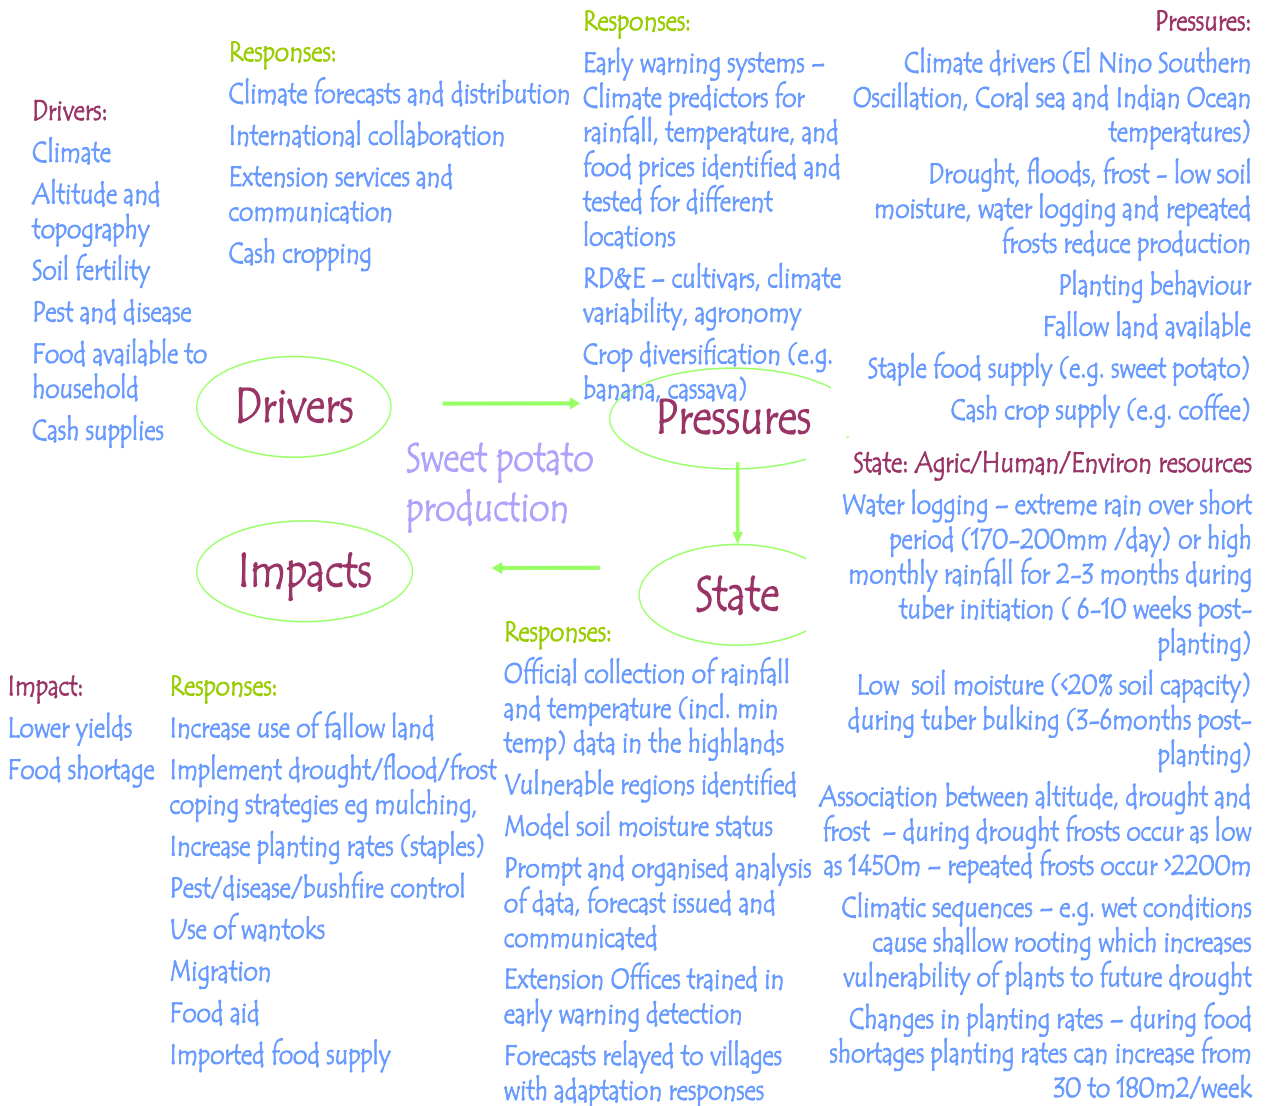 Drivers:
Climate
Altitude and
topography
Soil fertility
Pest and disease
Food available to
household
Cash supplies
Responses:
Climate forecasts and distribution
International collaboration
Extension services and
communication
Cash cropping
Responses:
Early warning systems –
Climate predictors for
rainfall, temperature, and
food prices identified and
tested for different
locations
RD&E – cultivars, climate
variability, agronomy
Crop diversification (e.g.
banana, cassava)
Pressures:
Climate drivers (El Nino Southern
Oscillation, Coral sea and Indian Ocean
temperatures)
Drought, floods, frost - low soil
moisture, water logging and repeated
frosts reduce production
Planting behaviour
Fallow land available
Staple food supply (e.g. sweet potato)
Cash crop supply (e.g. coffee)
Drivers
Pressures
Sweet potato
production
Impacts
State
State: Agric/Human/Environ resources
Water logging – extreme rain over short
period (170-200mm /day) or high
monthly rainfall for 2-3 months during
tuber initiation ( 6-10 weeks post-
planting)
Low  soil moisture (<20% soil capacity)
during tuber bulking (3-6months post-
planting)
Association between altitude, drought and
frost  – during drought frosts occur as low
as 1450m – repeated frosts occur >2200m
Climatic sequences – e.g. wet conditions
cause shallow rooting which increases
vulnerability of plants to future drought
Changes in planting rates – during food
shortages planting rates can increase from
30 to 180m2/week
Impact:
Lower yields
Food shortage
Responses:
Increase use of fallow land
Implement drought/flood/frost
coping strategies eg mulching,
Increase planting rates (staples)
Pest/disease/bushfire control
Use of wantoks
Migration
Food aid
Imported food supply
Responses:
Official collection of rainfall
and temperature (incl. min
temp) data in the highlands
Vulnerable regions identified
Model soil moisture status
Prompt and organised analysis
of data, forecast issued and
communicated
Extension Offices trained in
early warning detection
Forecasts relayed to villages
with adaptation responses